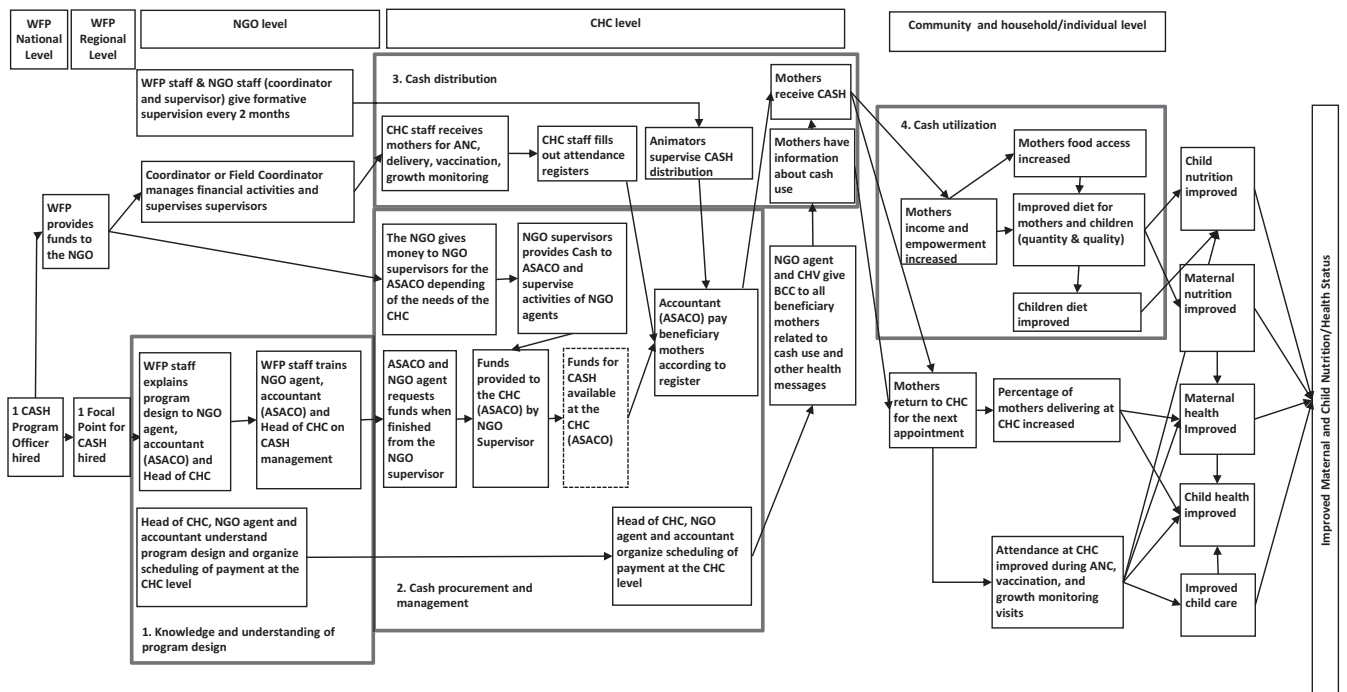 WFP
National
Level
WFP
Regional
Level
NGO level
CHC level
Community and household/individual level
WFP staff & NGO staff (coordinator
and supervisor) give formative
supervision every 2 months
3. Cash distribution
Mothers
receive CASH
CHC staff receives
mothers for ANC,
delivery, vaccination,
growth monitoring
CHC staff fills
out attendance
registers
Animators
supervise CASH
distribution
Mothers have
information
about cash
use
4. Cash utilization
Mothers food access
increased
Child
nutrition
improved
Coordinator or Field Coordinator
manages financial activities and
supervises supervisors
WFP
provides
funds to
the NGO
Mothers
income and
empowerment
increased
Improved diet for
mothers and children
(quantity & quality)
The NGO gives
money to NGO
supervisors for the
ASACO depending
of the needs of the
CHC
NGO supervisors
provides Cash to
ASACO and
supervise
activities of NGO
agents
NGO agent
and CHV give
BCC to all
beneficiary
mothers
related to
cash use and
other health
messages
Children diet
improved
Maternal
nutrition
improved
Accountant
(ASACO) pay
beneficiary
mothers
according to
register
1 CASH
Program
Officer
hired
1 Focal
Point for
CASH
hired
WFP staff
explains
program
design to NGO
agent,
accountant
(ASACO) and
Head of CHC
WFP staff trains
NGO agent,
accountant
(ASACO) and
Head of CHC on
CASH
management
ASACO and
NGO agent
requests
funds when
finished
from the
NGO
supervisor
Funds
provided to
the CHC
(ASACO) by
NGO
Supervisor
Funds for
CASH
available
at the
CHC
(ASACO)
Mothers
return to CHC
for the next
appointment
Percentage of
mothers delivering at
CHC increased
Maternal
health
Improved
Child health
improved
Head of CHC, NGO agent and
accountant understand
program design and organize
scheduling of payment at the
CHC level
Head of CHC, NGO
agent and accountant
organize scheduling of
payment at the CHC
level
Attendance at CHC
improved during ANC,
vaccination, and
growth monitoring
visits
Improved
child care
2. Cash procurement and
management
1. Knowledge and understanding of
program design
Improved Maternal and Child Nutrition/Health Status